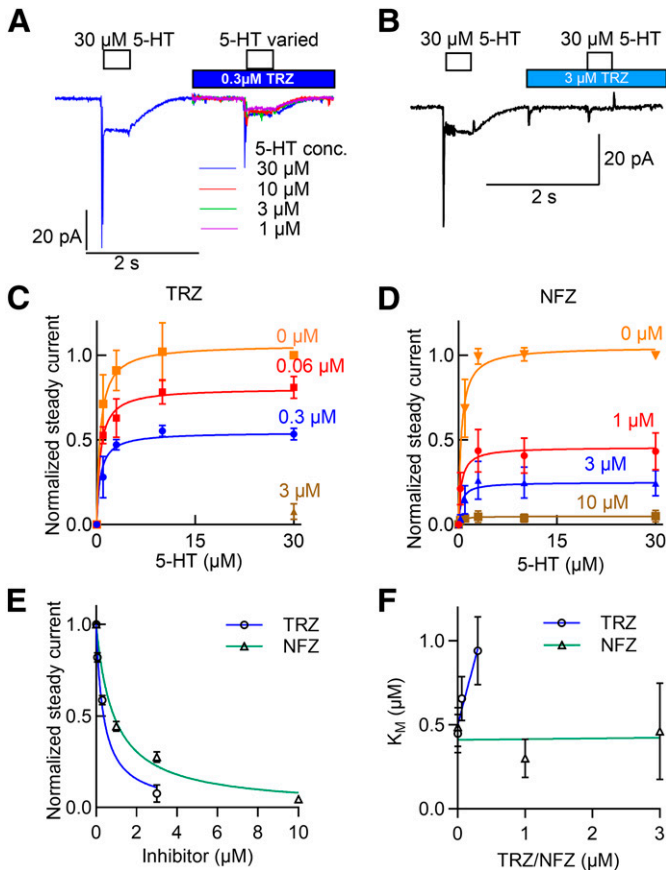 A
30 µM 5-HT
5-HT varied
0.3µM TRZ
5-HT conc.
30 µM
10 µM
3 µM
1 µM
20 pA
2 s
B
30 µM 5-HT
30 µM 5-HT
3 µM TRZ
20 pA
2 s
C
TRZ
Normalized steady current
1.0
0.5
0.0
0 µM
0.06 µM
0.3 µM
3 µM
0
15
30
5-HT (µM)
D
NFZ
Normalized steady current
1.0
0.5
0.0
0 µM
1 µM
3 µM
10 µM
0
15
30
5-HT (µM)
E
Normalized steady current
1.0
0.5
0.0
TRZ
NFZ
0 2 4 6 8 10
Inhibitor (µM)
F
KM (µM)
1.0
0.5
0.0
TRZ
NFZ
0 1 2 3
TRZ/NFZ (µM)